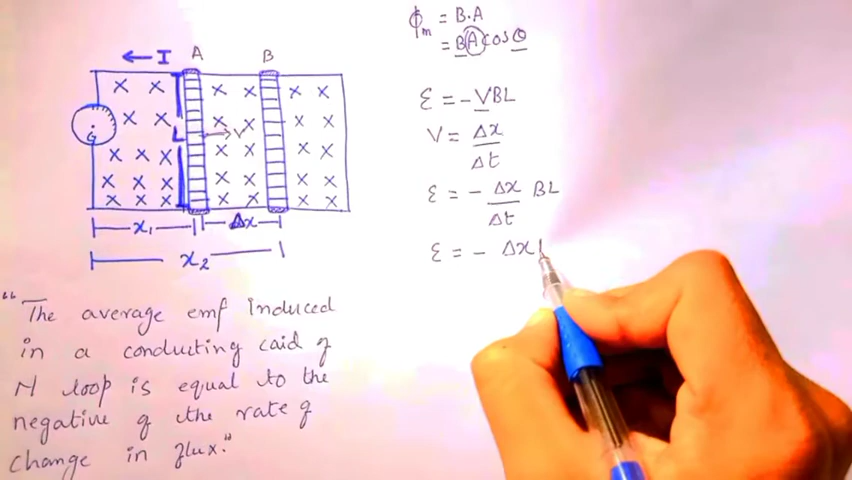 ϕm = B.A
= BA cos θ
← I
A
B
ε = - VBL
V = Δx
Δt
ε = - Δx BL
Δt
ε = - Δx
G
L
→ V
x₁
Δx
x₂
"The average emf induced
in a conducting caid of
N loop is equal to the
negative of the rate of
change in flux."